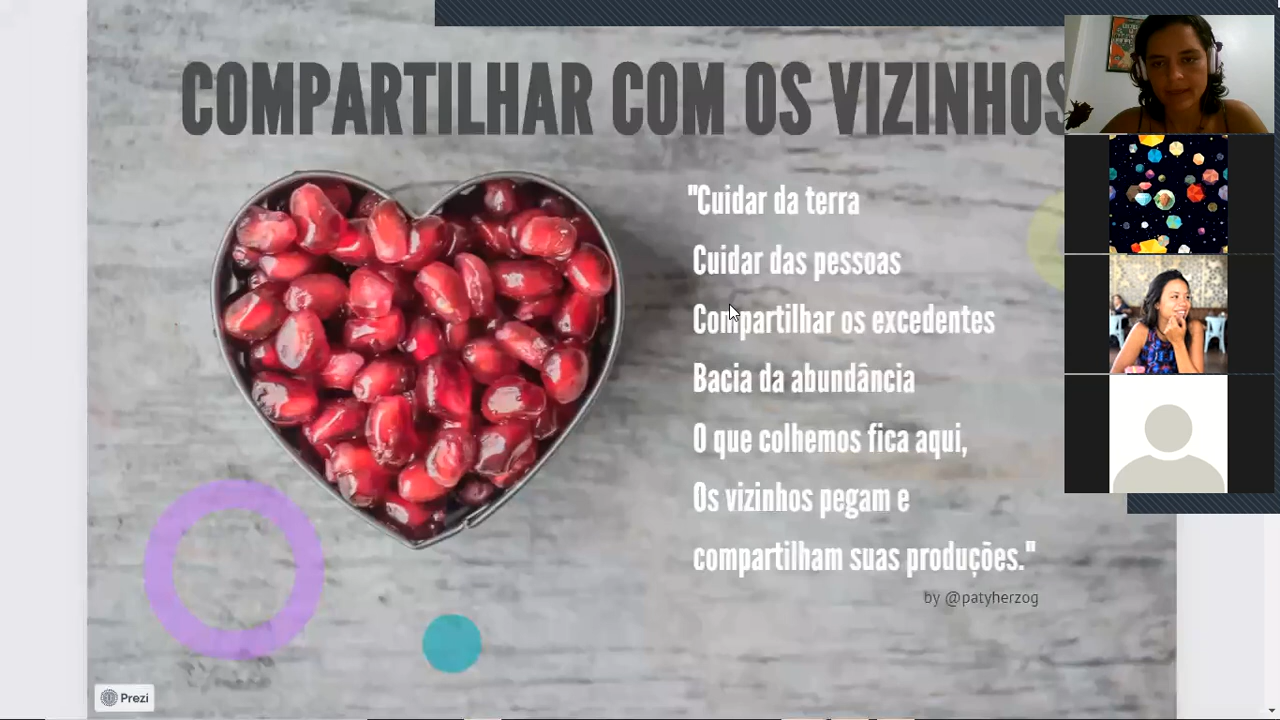 COMPARTILHAR COM OS VIZINHOS
"Cuidar da terra
Cuidar das pessoas
Compartilhar os excedentes
Bacia da abundância
O que colhemos fica aqui,
Os vizinhos pegam e
compartilham suas produções."
by @patyherzog
Prezi